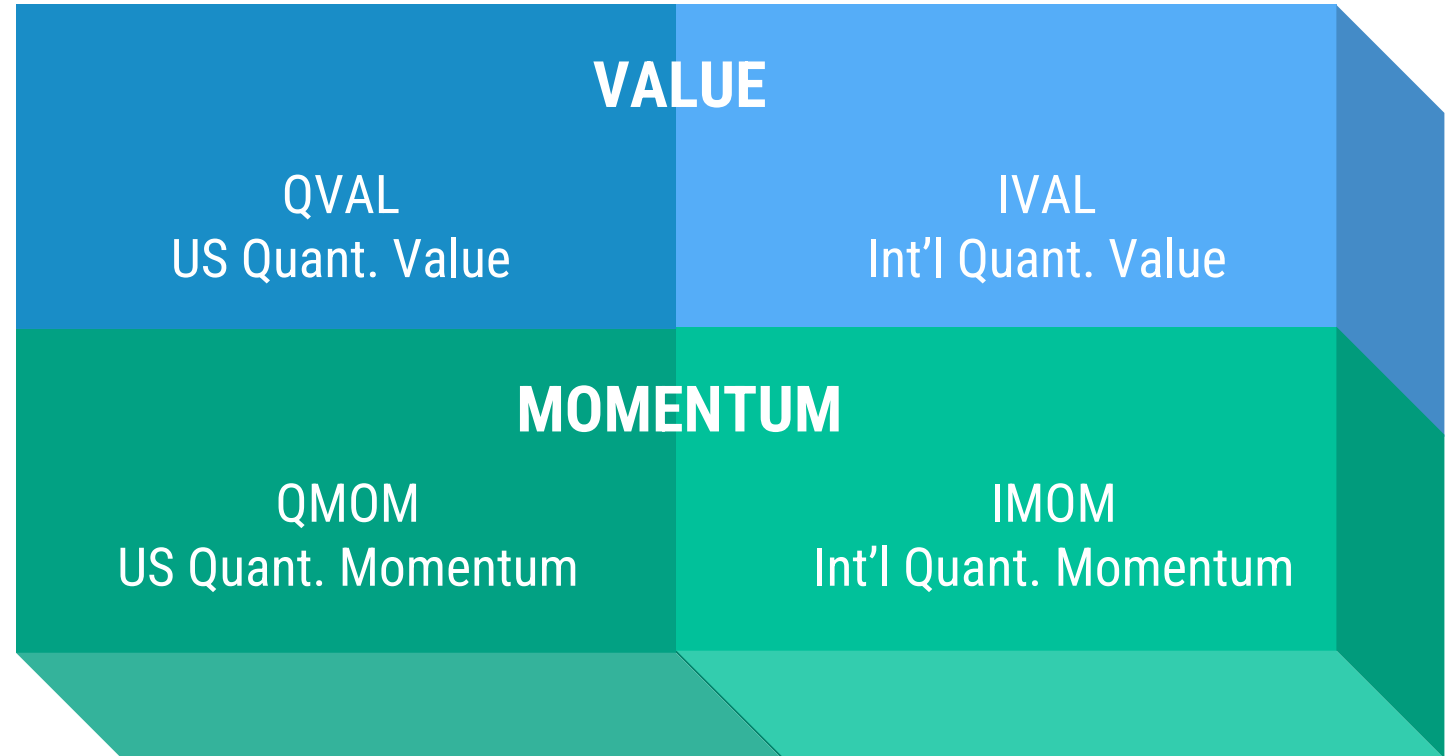 VALUE
QVAL
US Quant. Value
IVAL
Int’l Quant. Value
MOMENTUM
QMOM
US Quant. Momentum
IMOM
Int’l Quant. Momentum